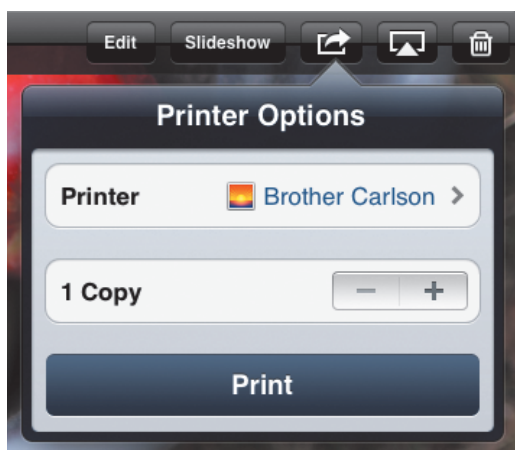 Edit Slideshow
Printer Options
Printer Brother Carlson
1 Copy
Print